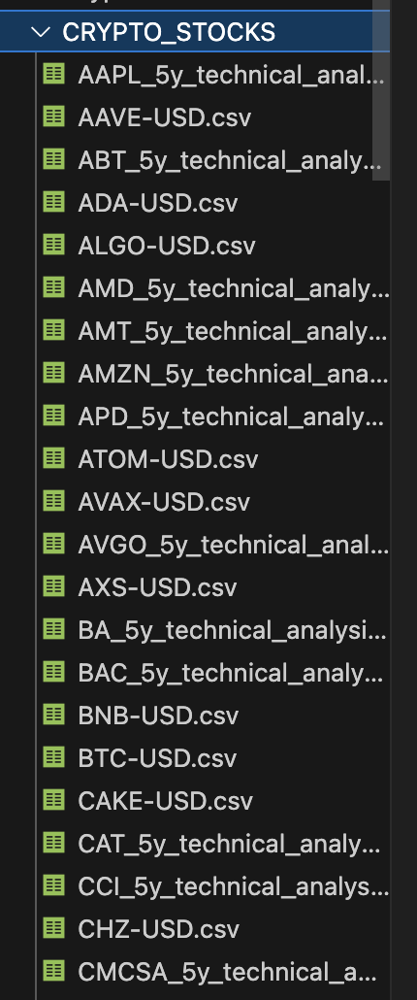 CRYPTO_STOCKS
AAPL_5y_technical_anal...
AAVE-USD.csv
ABT_5y_technical_analy...
ADA-USD.csv
ALGO-USD.csv
AMD_5y_technical_analy...
AMT_5y_technical_analy...
AMZN_5y_technical_ana...
APD_5y_technical_analy...
ATOM-USD.csv
AVAX-USD.csv
AVGO_5y_technical_anal...
AXS-USD.csv
BA_5y_technical_analysi...
BAC_5y_technical_analy...
BNB-USD.csv
BTC-USD.csv
CAKE-USD.csv
CAT_5y_technical_analy...
CCI_5y_technical_analys...
CHZ-USD.csv
CMCSA_5y_technical_a...